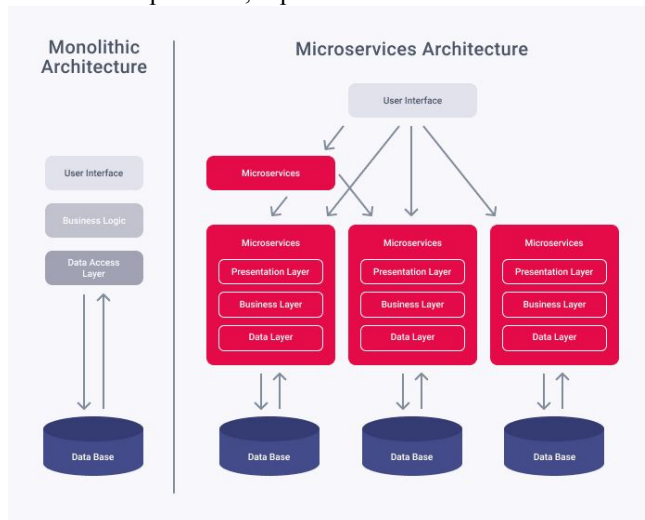 Monolithic
Architecture
User Interface
Business Logic
Data Access
Layer
Data Base
Microservices Architecture
User Interface
Microservices
Microservices
Presentation Layer
Business Layer
Data Layer
Data Base
Microservices
Presentation Layer
Business Layer
Data Layer
Data Base
Microservices
Presentation Layer
Business Layer
Data Layer
Data Base